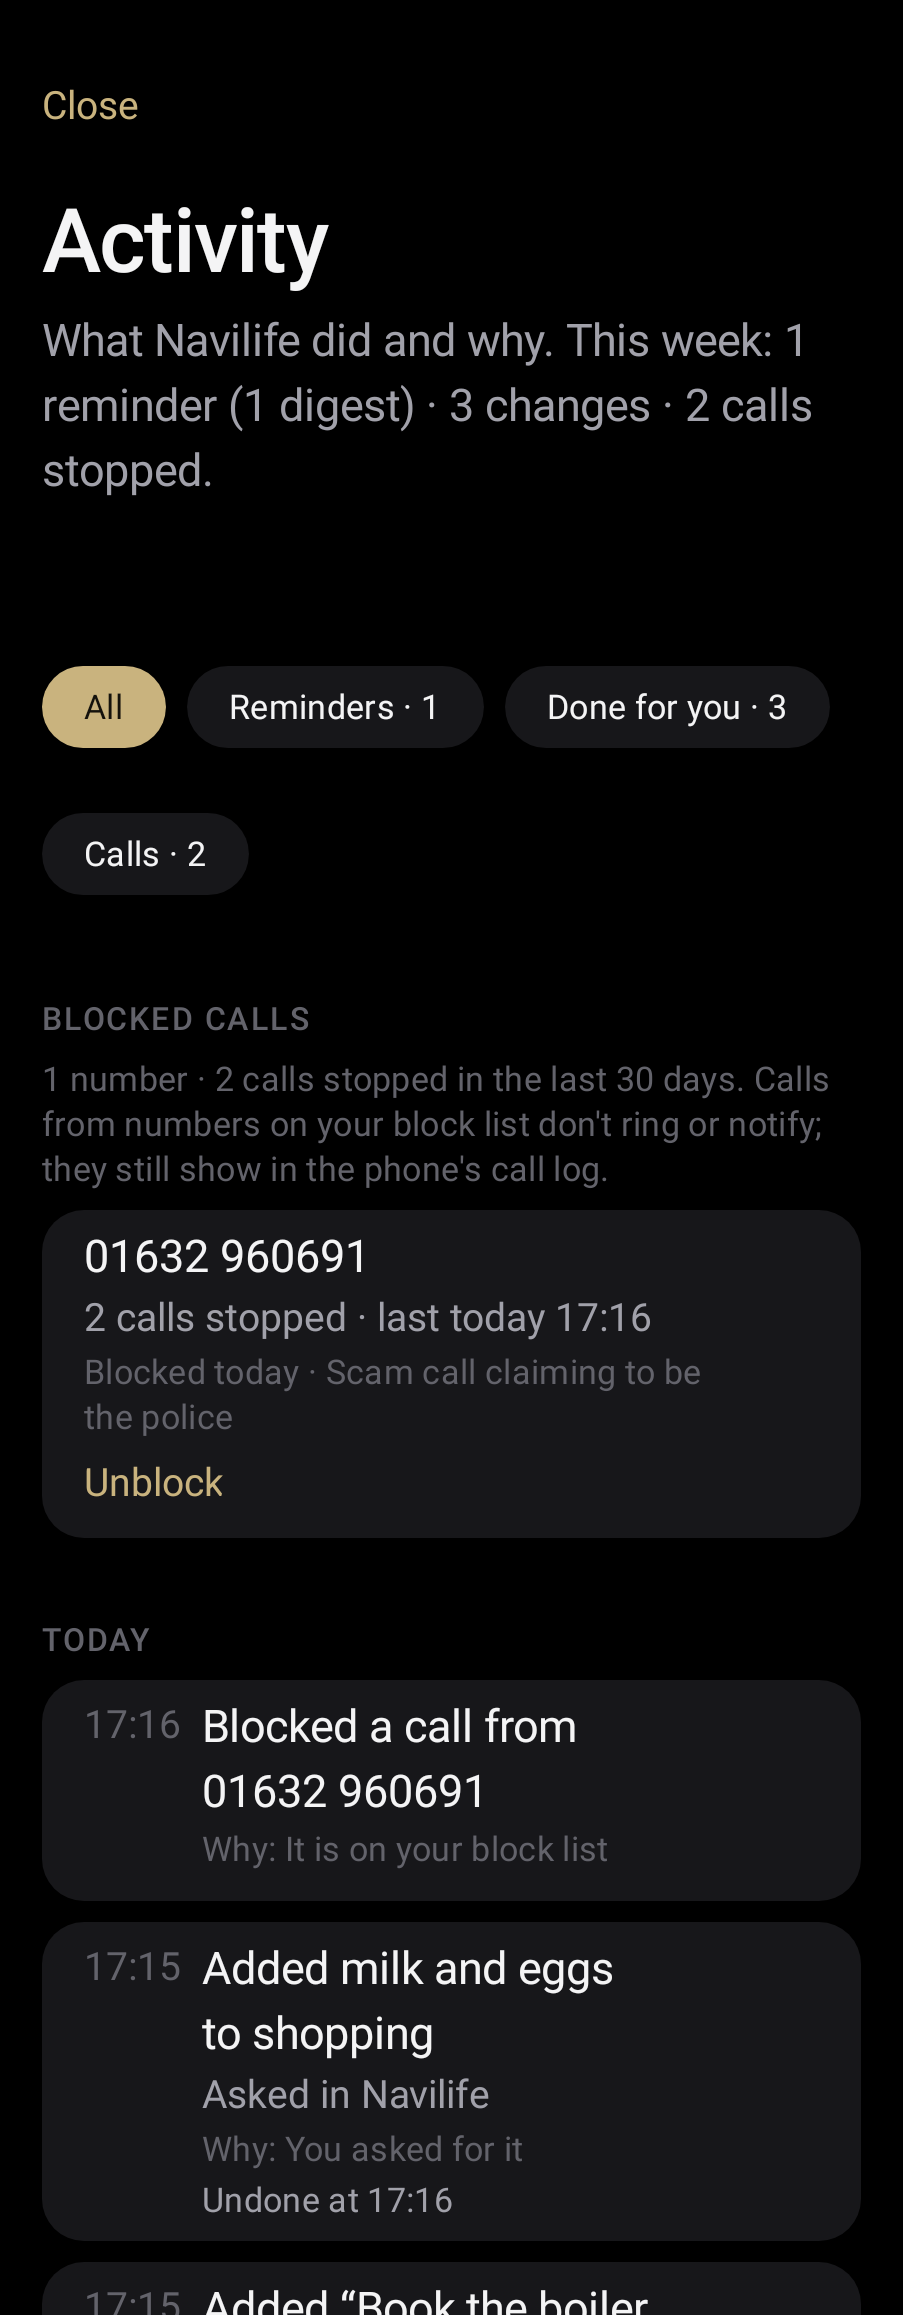 Close
Activity
What Navilife did and why. This week: 1
reminder (1 digest) · 3 changes · 2 calls
stopped.
All
Reminders · 1
Done for you · 3
Calls · 2
BLOCKED CALLS
1 number · 2 calls stopped in the last 30 days. Calls
from numbers on your block list don't ring or notify;
they still show in the phone's call log.
01632 960691
2 calls stopped · last today 17:16
Blocked today · Scam call claiming to be
the police
Unblock
TODAY
17:16 Blocked a call from
01632 960691
Why: It is on your block list
17:15 Added milk and eggs
to shopping
Asked in Navilife
Why: You asked for it
Undone at 17:16
17:15 Added “Book the boiler